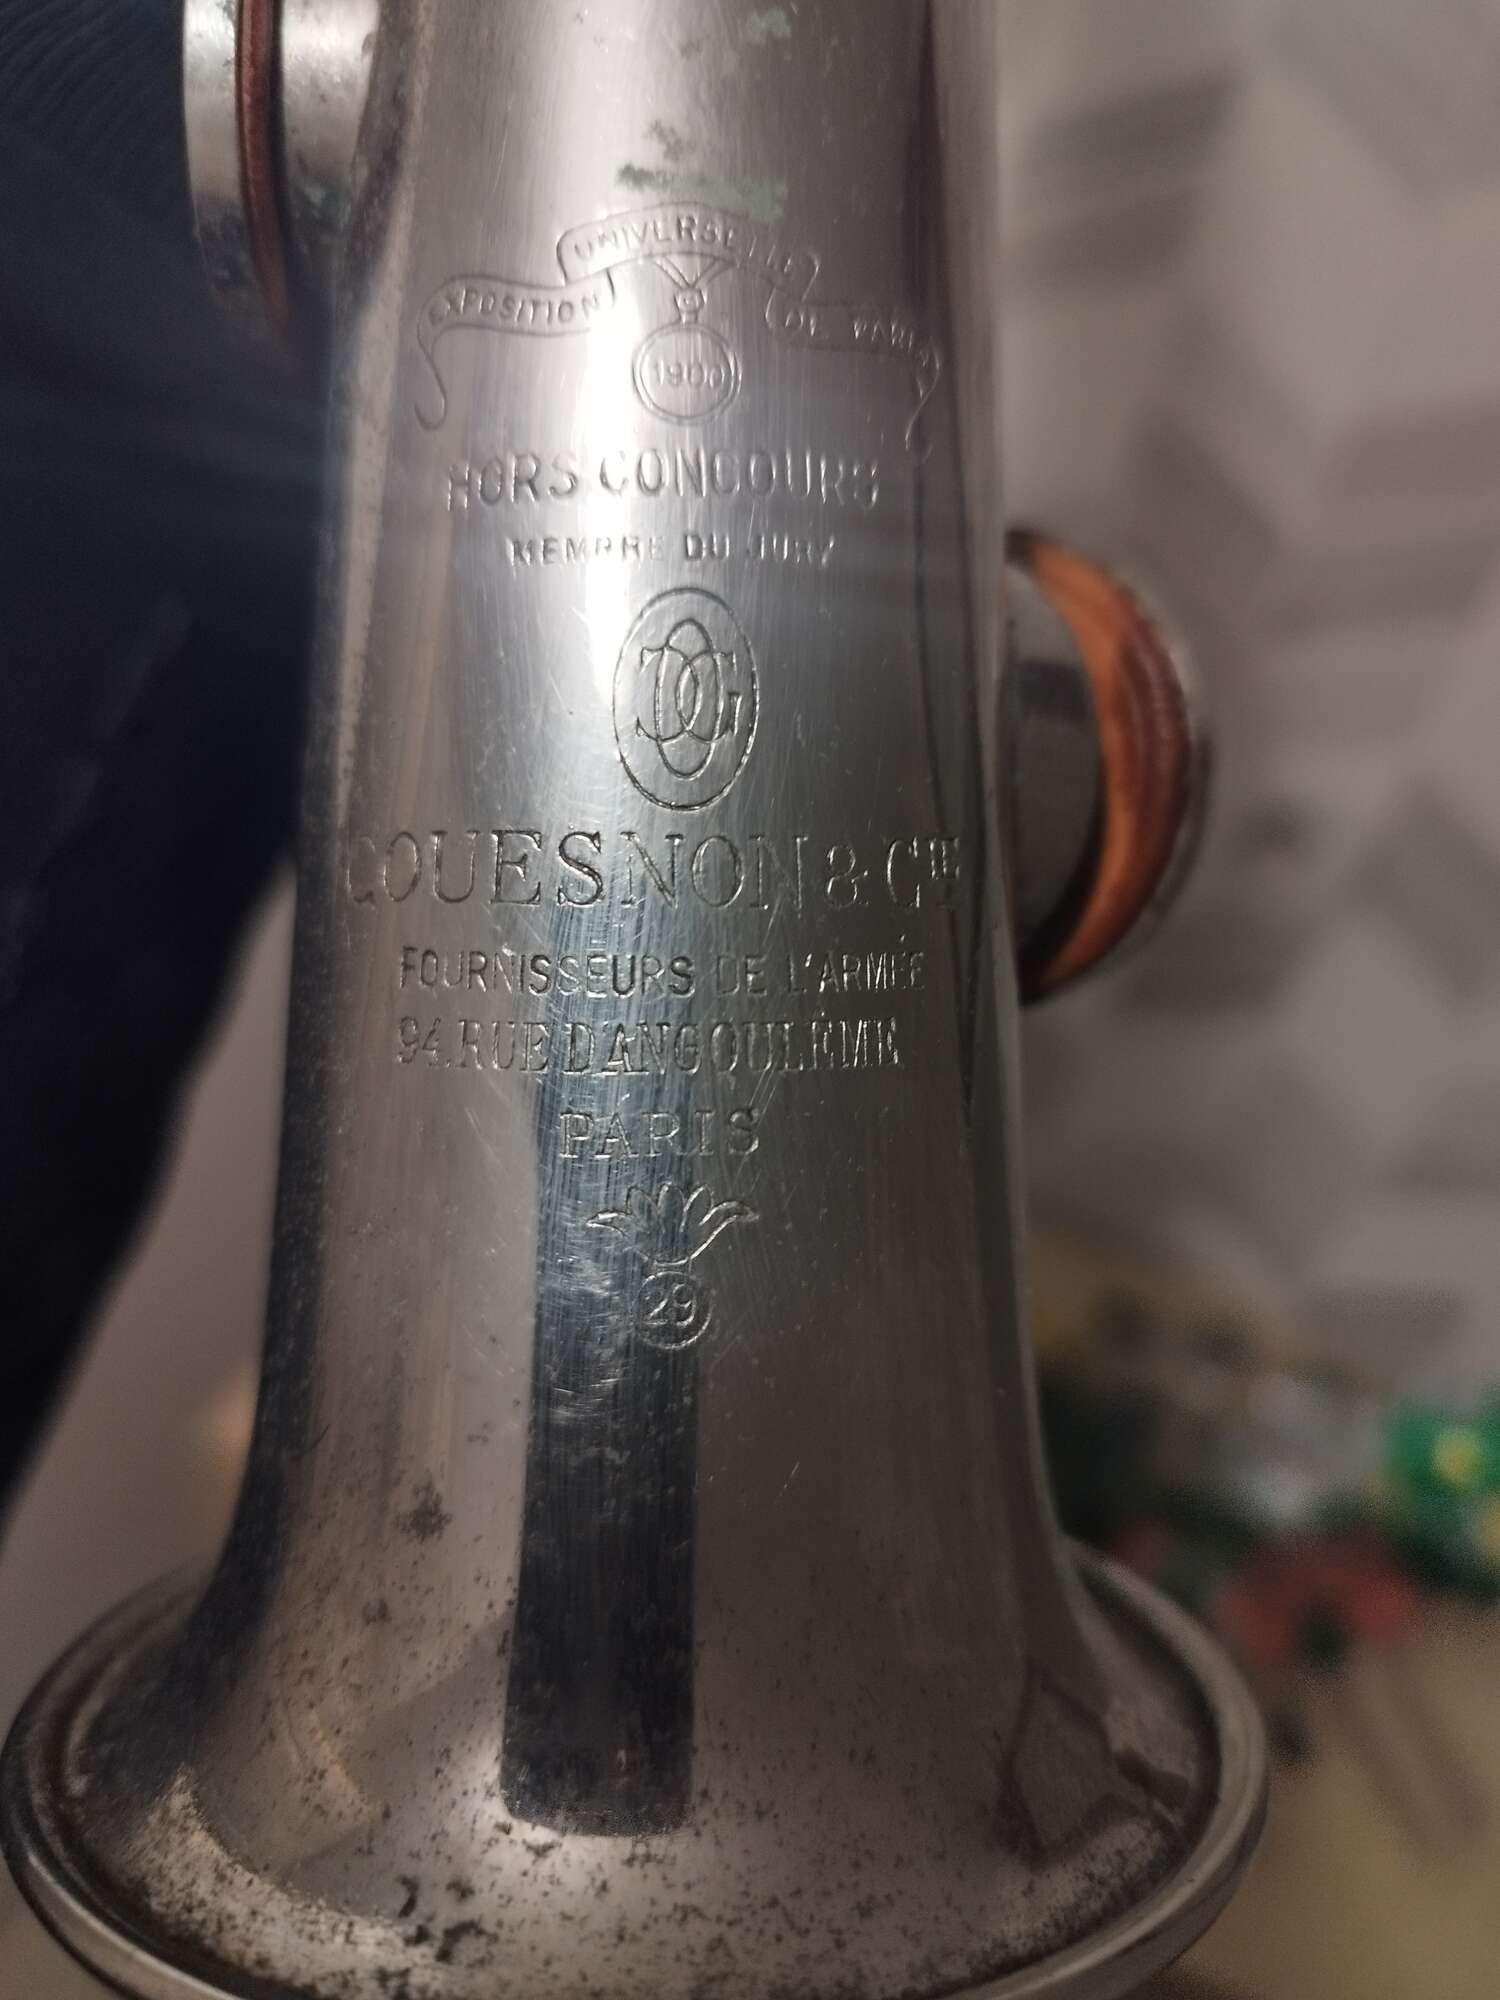 EXPOSITION UNIVERSELLE DE PARIS
1900
HORS CONCOURS
MEMBRE DU JURY
COUESNON & CIE
FOURNISSEURS DE L'ARMÉE
94. RUE D'ANGOULÊME
PARIS
29